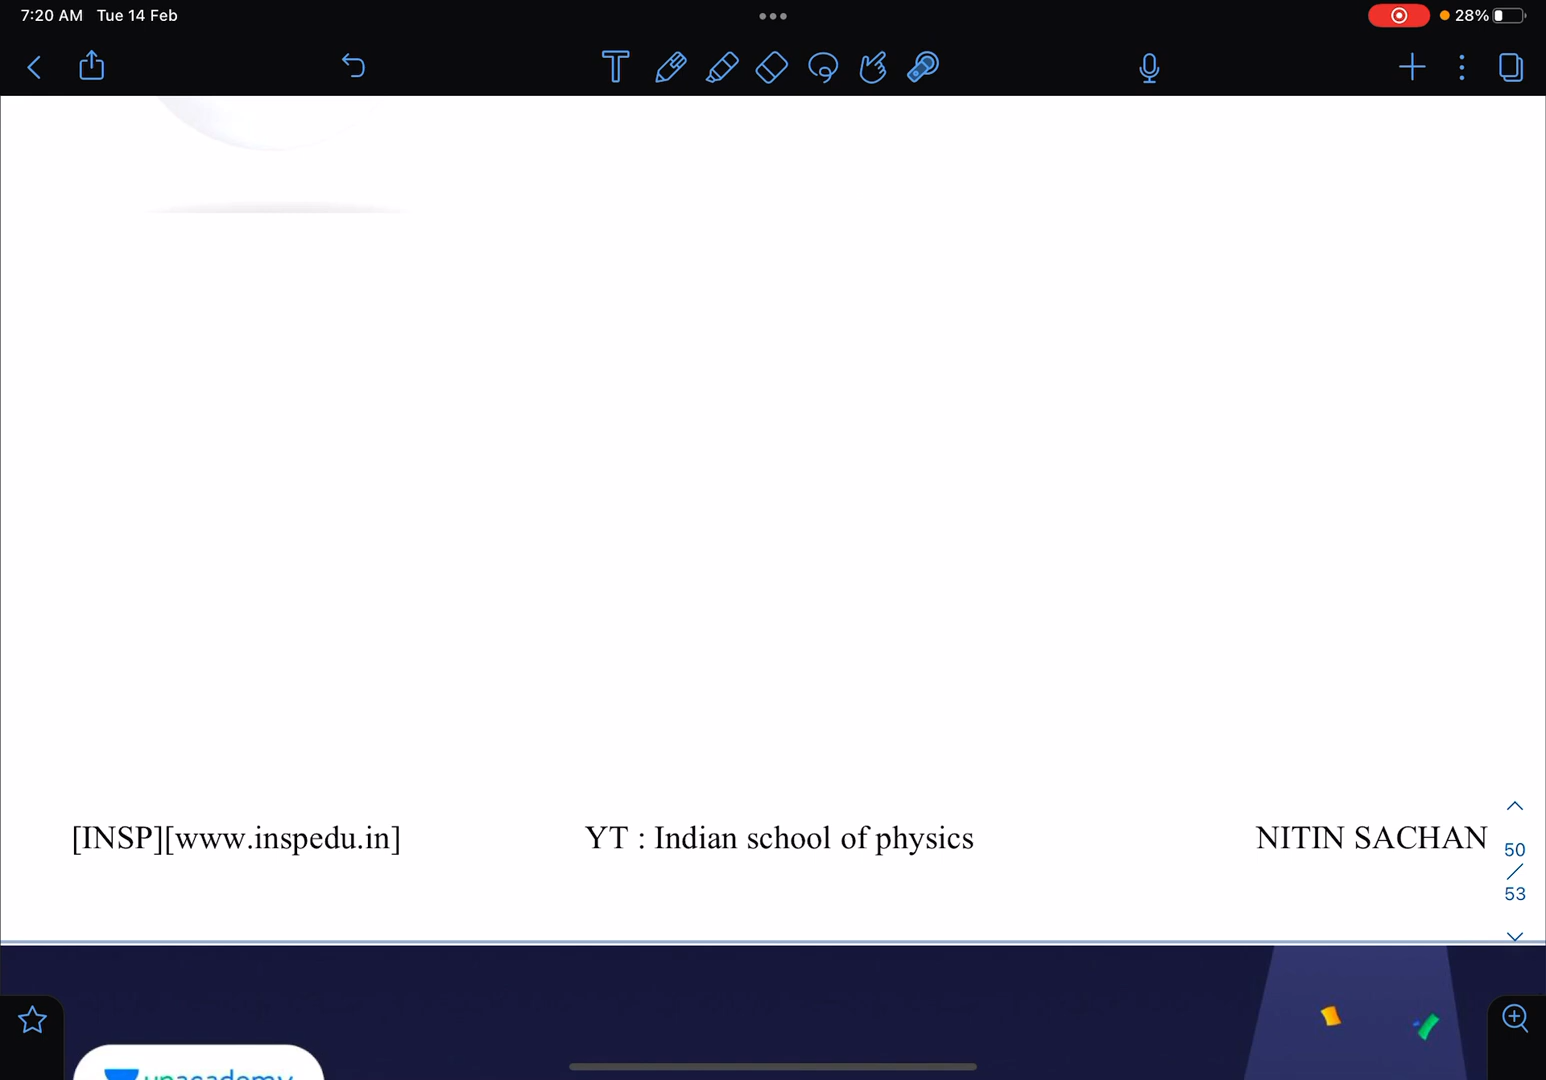 7:20 AM Tue 14 Feb
28%
[INSP][www.inspedu.in]
YT : Indian school of physics
NITIN SACHAN
50
53
unacademy